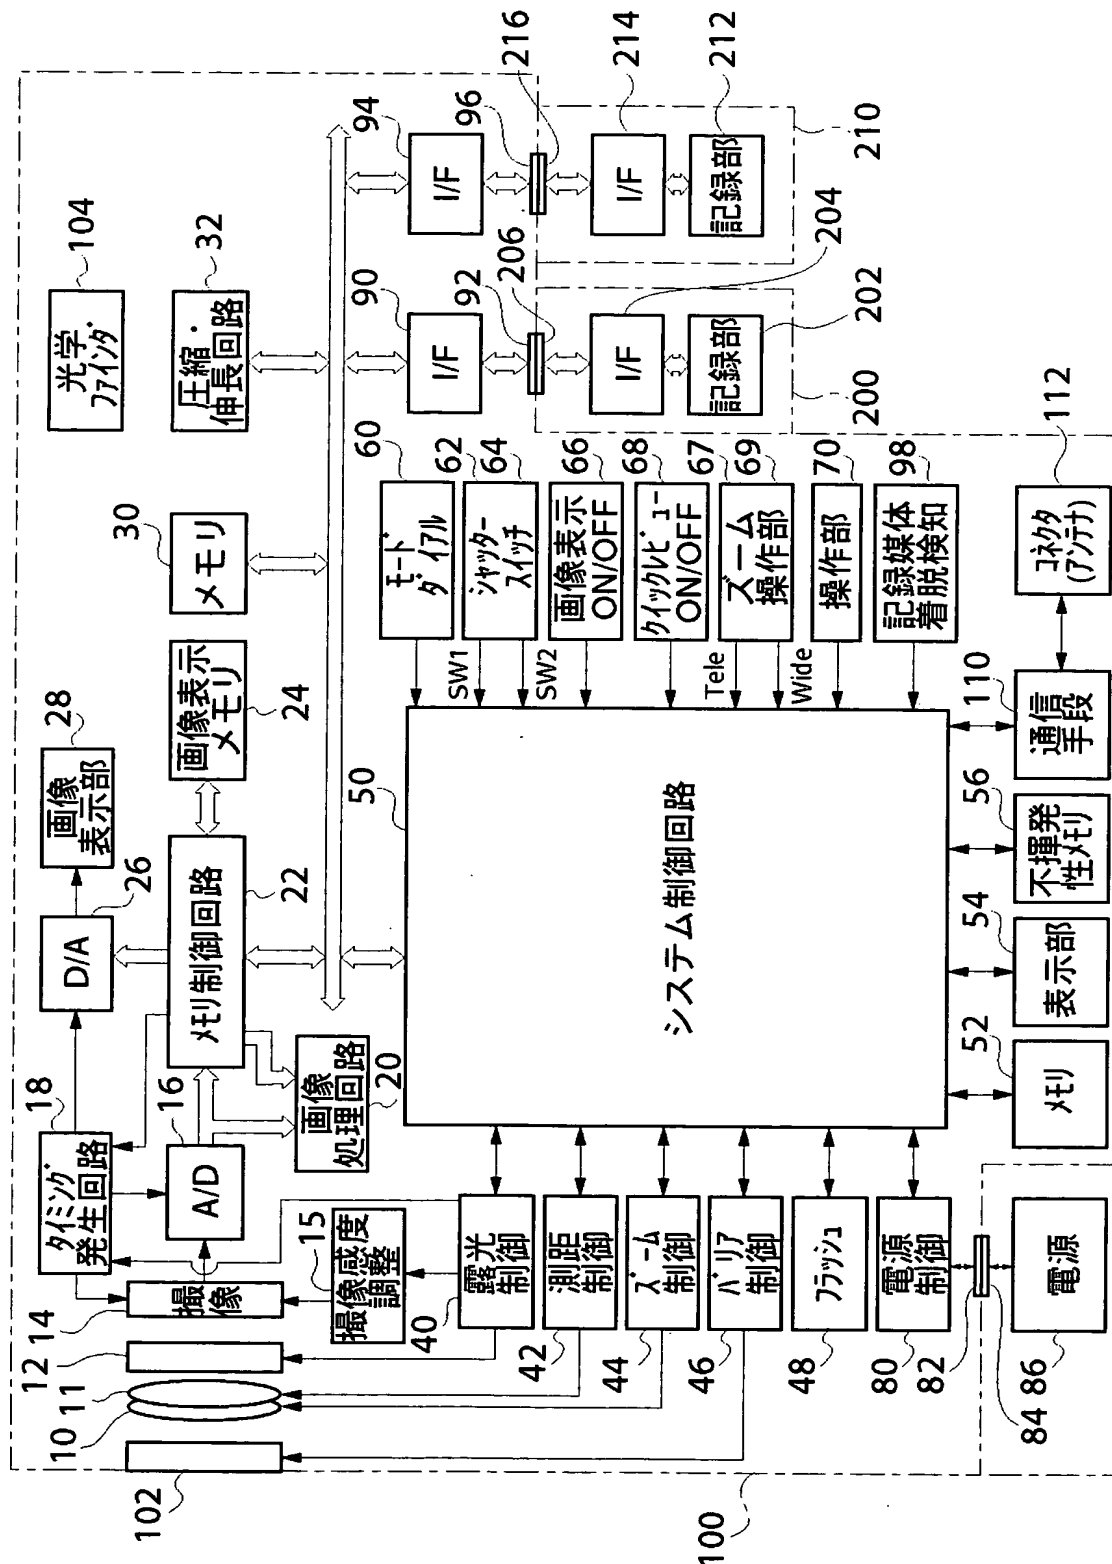 102
10
11
12
14
撮像
タイミング
発生回路
18
A/D
16
画像
処理回路
20
D/A
26
画像
表示部
28
メモリ制御回路
22
画像表示
メモリ
24
メモリ
30
圧縮・
伸長回路
32
光学
ファインダ・
104
撮像感度
調整
15
露光
制御
40
測距
制御
42
ズーム
制御
44
バリア
制御
46
フラッシュ
48
電源
制御
80
82
84
電源
86
100
システム制御回路
50
モード
ダイアル
60
シャッター
スイッチ
62
64
SW1
SW2
画像表示
ON/OFF
66
クイックレビュー
ON/OFF
68
ズーム
操作部
67
69
Tele
Wide
操作部
70
記録媒体
着脱検知
98
メモリ
52
表示部
54
不揮発
性メモリ
56
通信
手段
110
コネクタ
(アンテナ)
112
I/F
90
92
206
I/F
204
記録部
202
200
I/F
94
96
216
I/F
214
記録部
212
210